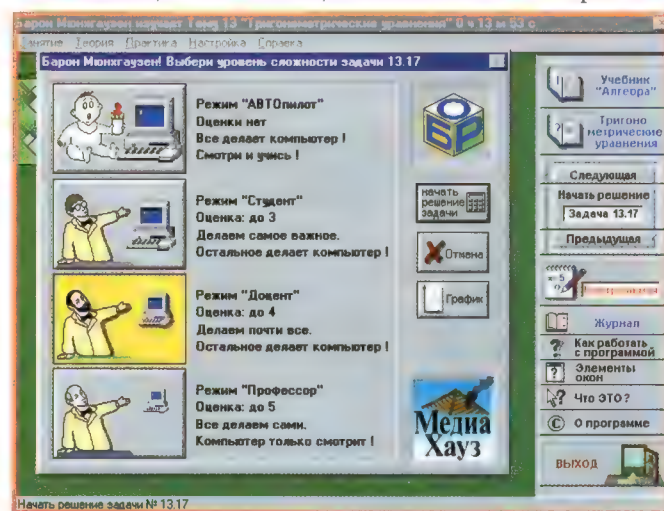 Барон Мюнхгаузен изучает Тему 13 "Тригонометрические уравнения" 0 ч 13 м 53 с
Занятие Теория Практика Настройка Справка
Барон Мюнхгаузен! Выбери уровень сложности задачи 13.17
Режим "АВТОпилот"
Оценки нет
Все делает компьютер !
Смотри и учись !
Режим "Студент"
Оценка: до 3
Делаем самое важное.
Остальное делает компьютер !
Режим "Доцент"
Оценка: до 4
Делаем почти все.
Остальное делает компьютер !
Режим "Профессор"
Оценка: до 5
Все делаем сами.
Компьютер только смотрит !
ОБР
начать
решение
задачи
Отмена
График
Медиа
Хауз
Учебник
"Алгебра"
Тригоно
метрические
уравнения
Следующая
Начать решение
Задача 13.17
Предыдущая
Журнал
Как работать
с программой
Элементы
окон
Что ЭТО?
О программе
ВЫХОД
Начать решение задачи № 13.17